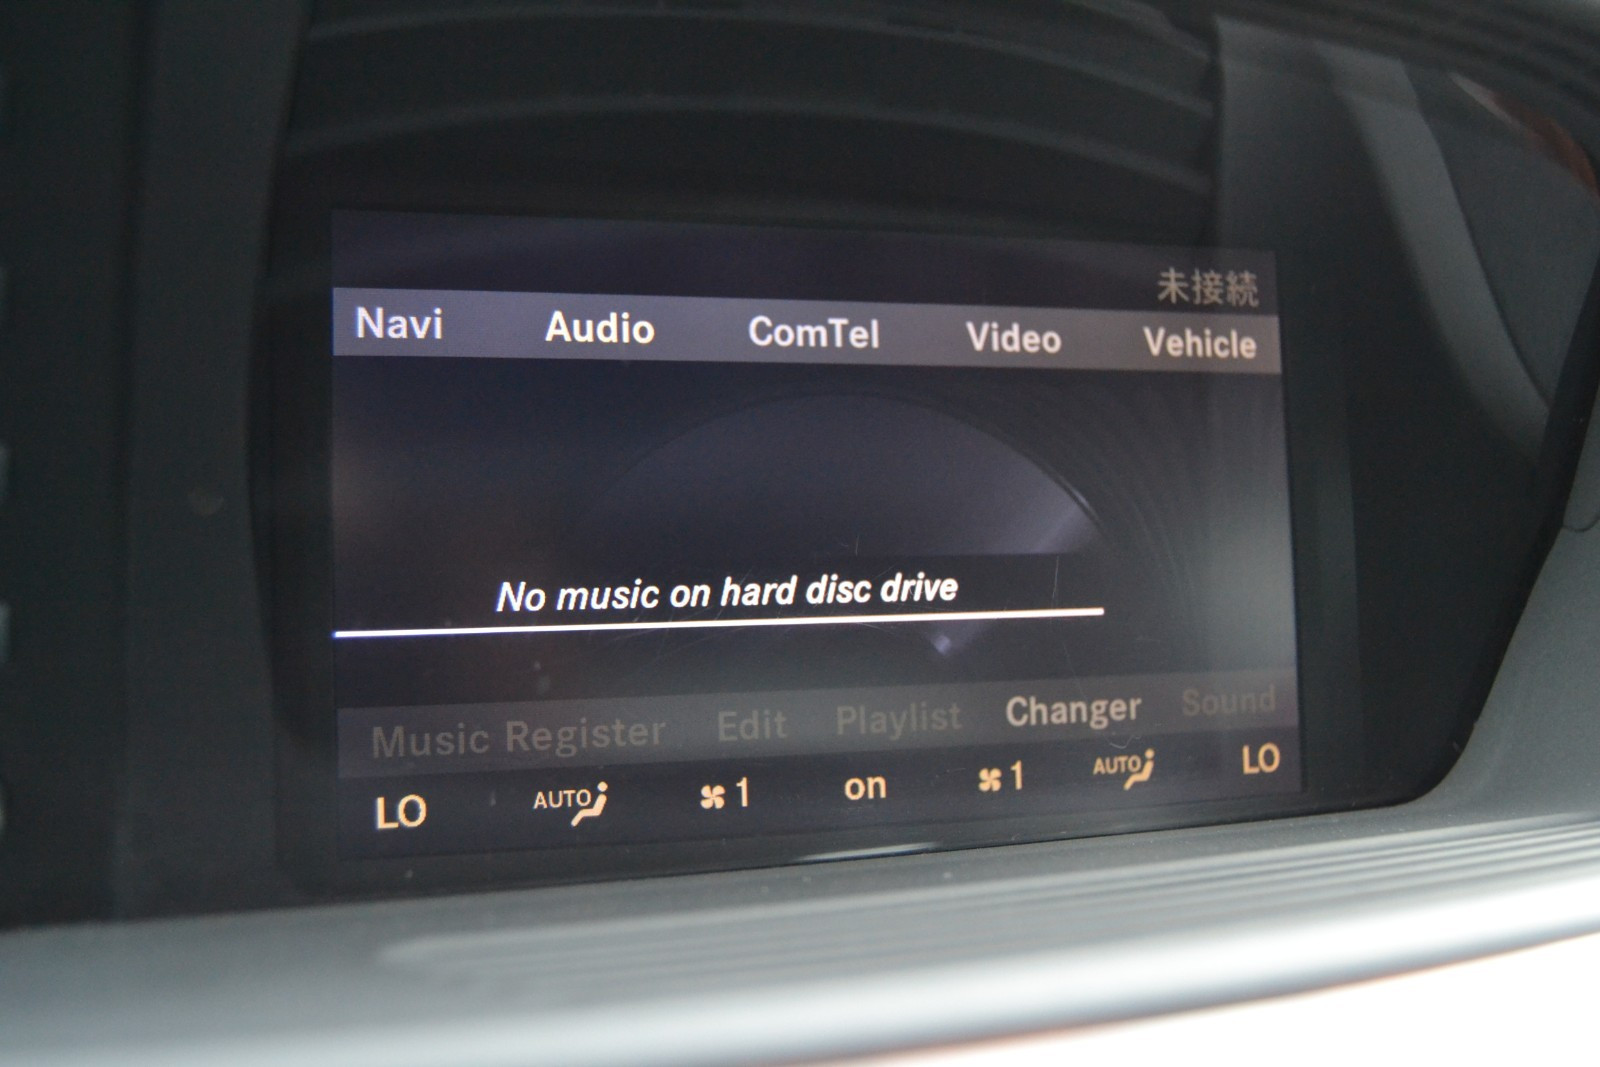 未接続
Navi Audio ComTel Video Vehicle
No music on hard disc drive
Music Register Edit Playlist Changer Sound
LO AUTO 1 on 1 AUTO LO